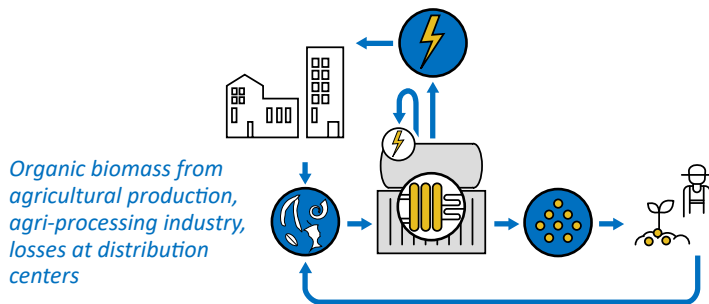 Organic biomass from
agricultural production,
agri-processing industry,
losses at distribution
centers